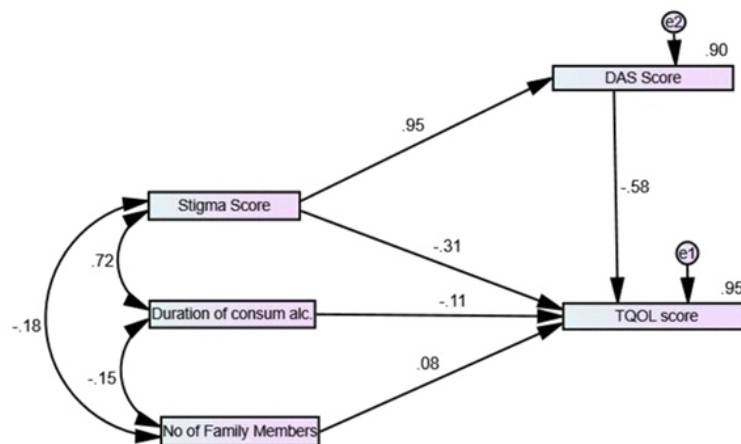 e2
.90
DAS Score
.95
-.58
Stigma Score
-.31
e1
.72
.95
-.11
Duration of consum alc.
TQOL score
-.18
.08
-.15
No of Family Members